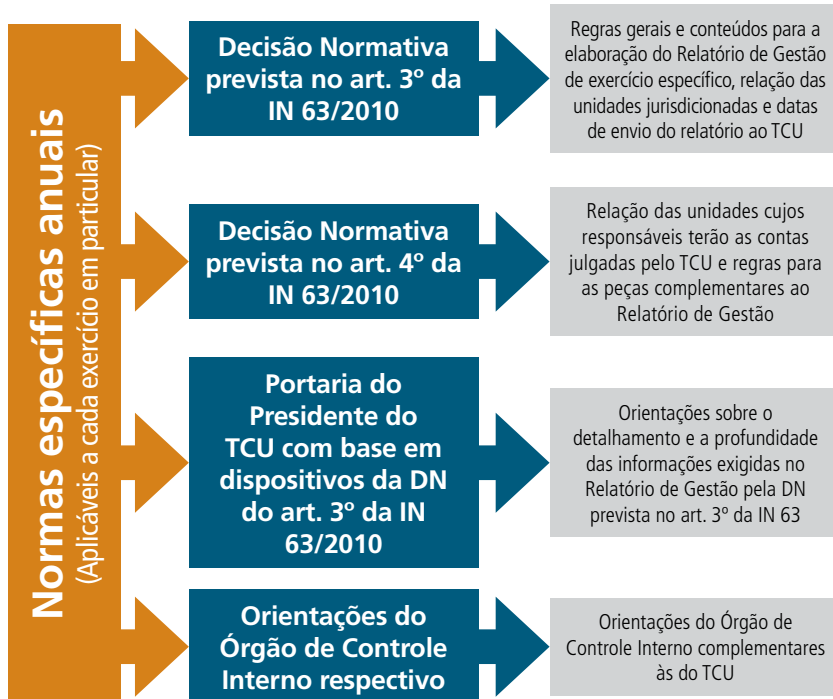 Normas específicas anuais
(Aplicáveis a cada exercício em particular)
Decisão Normativa
prevista no art. 3º da
IN 63/2010
Regras gerais e conteúdos para a
elaboração do Relatório de Gestão
de exercício específico, relação das
unidades jurisdicionadas e datas
de envio do relatório ao TCU
Decisão Normativa
prevista no art. 4º da
IN 63/2010
Relação das unidades cujos
responsáveis terão as contas
julgadas pelo TCU e regras para
as peças complementares ao
Relatório de Gestão
Portaria do
Presidente do
TCU com base em
dispositivos da DN
do art. 3º da IN
63/2010
Orientações sobre o
detalhamento e a profundidade
das informações exigidas no
Relatório de Gestão pela DN
prevista no art. 3º da IN 63
Orientações do
Órgão de Controle
Interno respectivo
Orientações do Órgão de
Controle Interno complementares
às do TCU